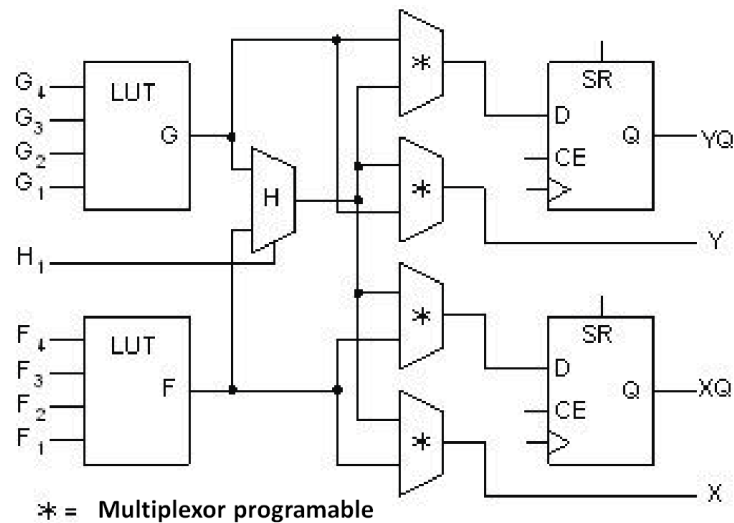 G4
LUT
SR
G3
G
D
Q
YQ
G2
CE
G1
H
Y
H1
F4
LUT
SR
F3
F
D
Q
XQ
F2
CE
F1
X
* = Multiplexor programable